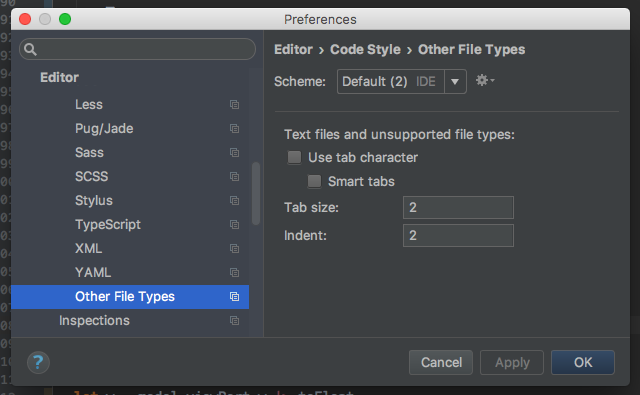 Preferences
Editor
Less
Pug/Jade
Sass
SCSS
Stylus
TypeScript
XML
YAML
Other File Types
Inspections
Editor › Code Style › Other File Types
Scheme: Default (2) IDE
Text files and unsupported file types:
Use tab character
Smart tabs
Tab size: 2
Indent: 2
?
Cancel
Apply
OK